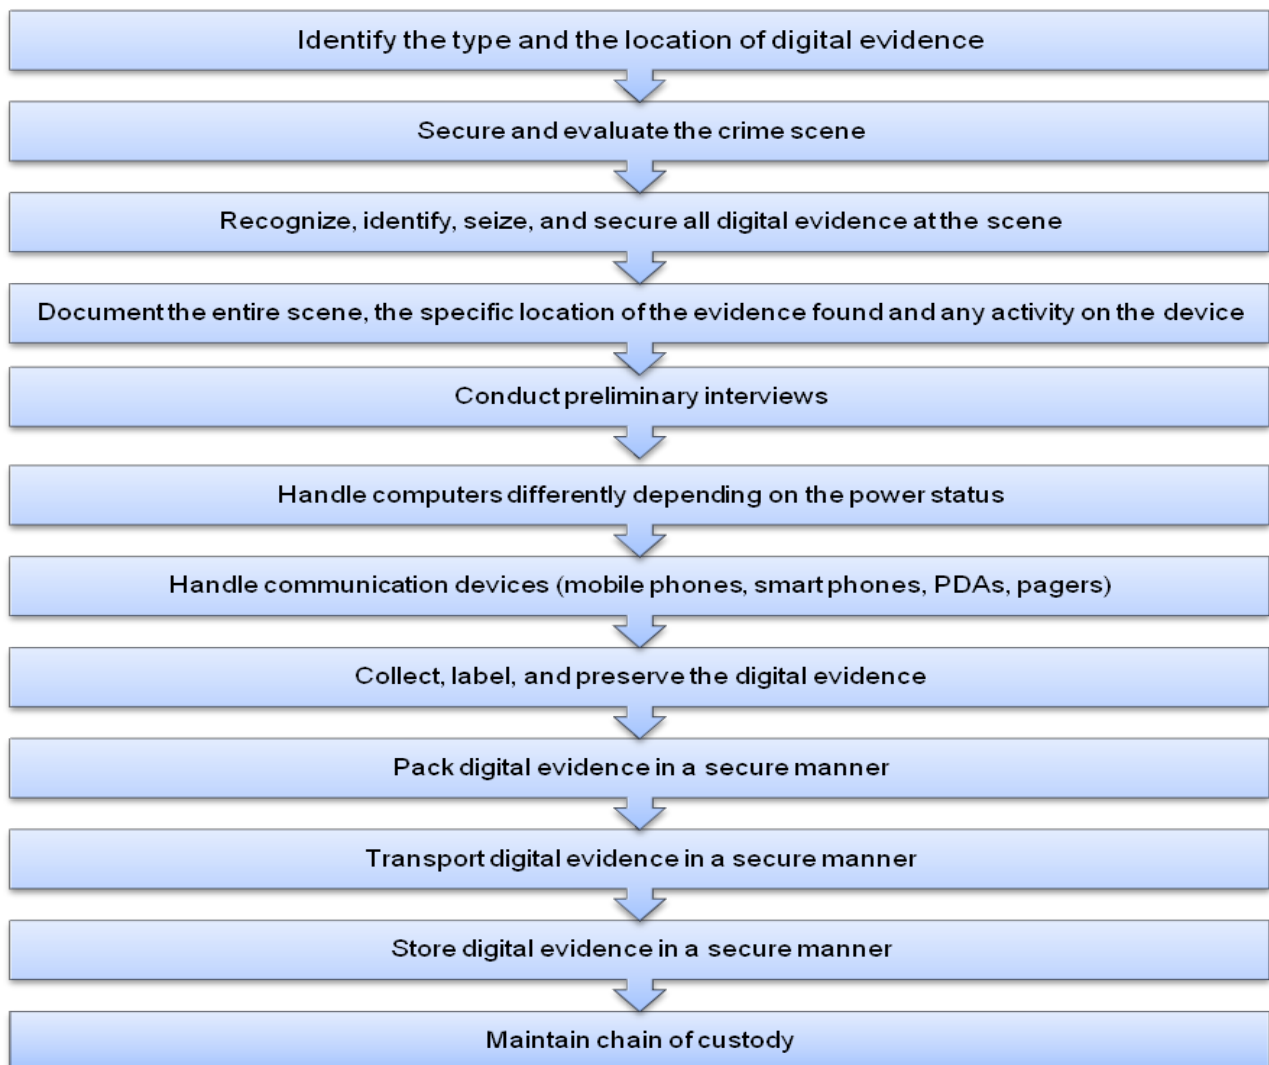 Identify the type and the location of digital evidence
Secure and evaluate the crime scene
Recognize, identify, seize, and secure all digital evidence at the scene
Document the entire scene, the specific location of the evidence found and any activity on the device
Conduct preliminary interviews
Handle computers differently depending on the power status
Handle communication devices (mobile phones, smart phones, PDAs, pagers)
Collect, label, and preserve the digital evidence
Pack digital evidence in a secure manner
Transport digital evidence in a secure manner
Store digital evidence in a secure manner
Maintain chain of custody